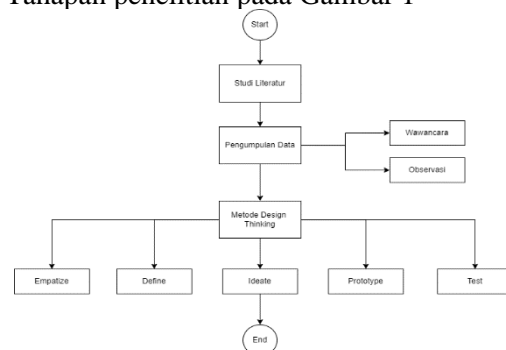 Tahapan penelitian pada Gambar 1
Start
Studi Literatur
Pengumpulan Data
Wawancara
Observasi
Metode Design
Thinking
Empatize
Define
Ideate
Prototype
Test
End